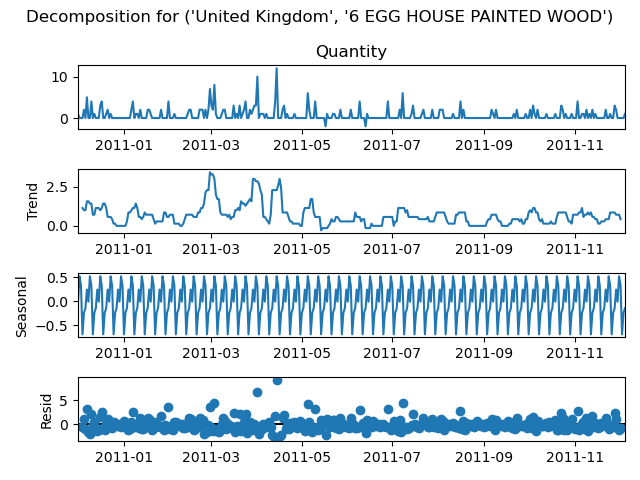 Decomposition for ('United Kingdom', '6 EGG HOUSE PAINTED WOOD')
Quantity
10
0
2011-01 2011-03 2011-05 2011-07 2011-09 2011-11
Trend
2.5
0.0
2011-01 2011-03 2011-05 2011-07 2011-09 2011-11
Seasonal
0.5
0.0
−0.5
2011-01 2011-03 2011-05 2011-07 2011-09 2011-11
Resid
5
0
2011-01 2011-03 2011-05 2011-07 2011-09 2011-11